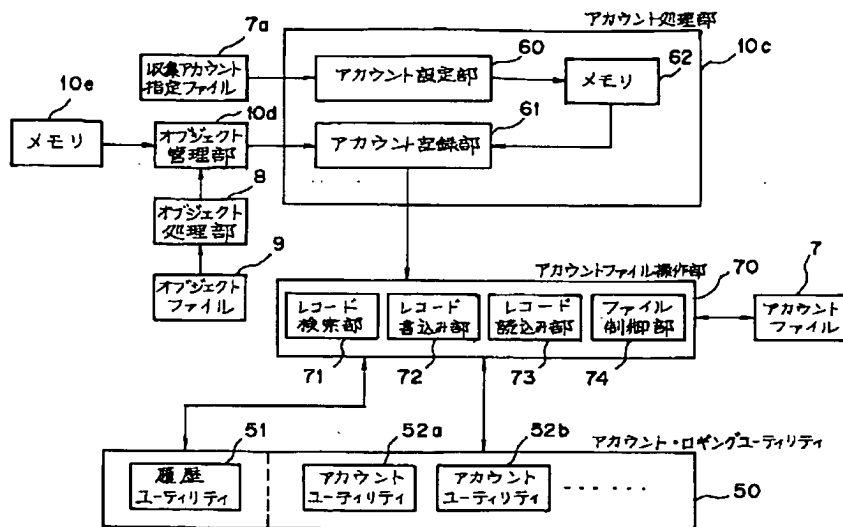 アカウント処理部
7a
収集アカウント
指定ファイル
60
アカウント設定部
62
メモリ
10c
10e
メモリ
10d
オブジェクト
管理部
61
アカウント記録部
8
オブジェクト
処理部
9
オブジェクト
ファイル
アカウントファイル操作部
70
レコード
検索部
レコード
書込み部
レコード
読込み部
ファイル
制御部
71
72
73
74
7
アカウント
ファイル
アカウント・ロギングユーティリティ
51
履歴
ユーティリティ
52a
アカウント
ユーティリティ
52b
アカウント
ユーティリティ
50